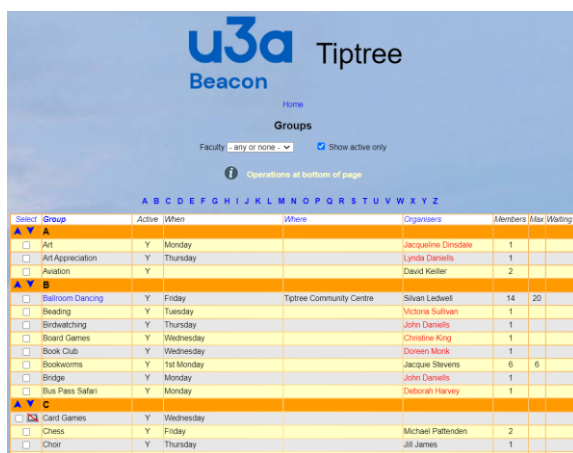 u3a Tiptree
Beacon
Home
Groups
Faculty - any or none - Show active only
i Operations at bottom of page
A B C D E F G H I J K L M N O P Q R S T U V W X Y Z
Select Group Active When Where Organisers Members Max Waiting
A
Art Y Monday Jacqueline Dinsdale 1
Art Appreciation Y Thursday Lynda Daniells 1
Aviation Y David Keiller 2
B
Ballroom Dancing Y Friday Tiptree Community Centre Silvan Ledwell 14 20
Beading Y Tuesday Victoria Sullivan 1
Birdwatching Y Thursday John Daniells 1
Board Games Y Wednesday Christine King 1
Book Club Y Wednesday Doreen Monk 1
Bookworms Y 1st Monday Jacquie Stevens 6 6
Bridge Y Monday John Daniells 1
Bus Pass Safari Y Monday Deborah Harvey 1
C
Card Games Y Wednesday
Chess Y Friday Michael Pattenden 2
Choir Y Thursday Jill James 1